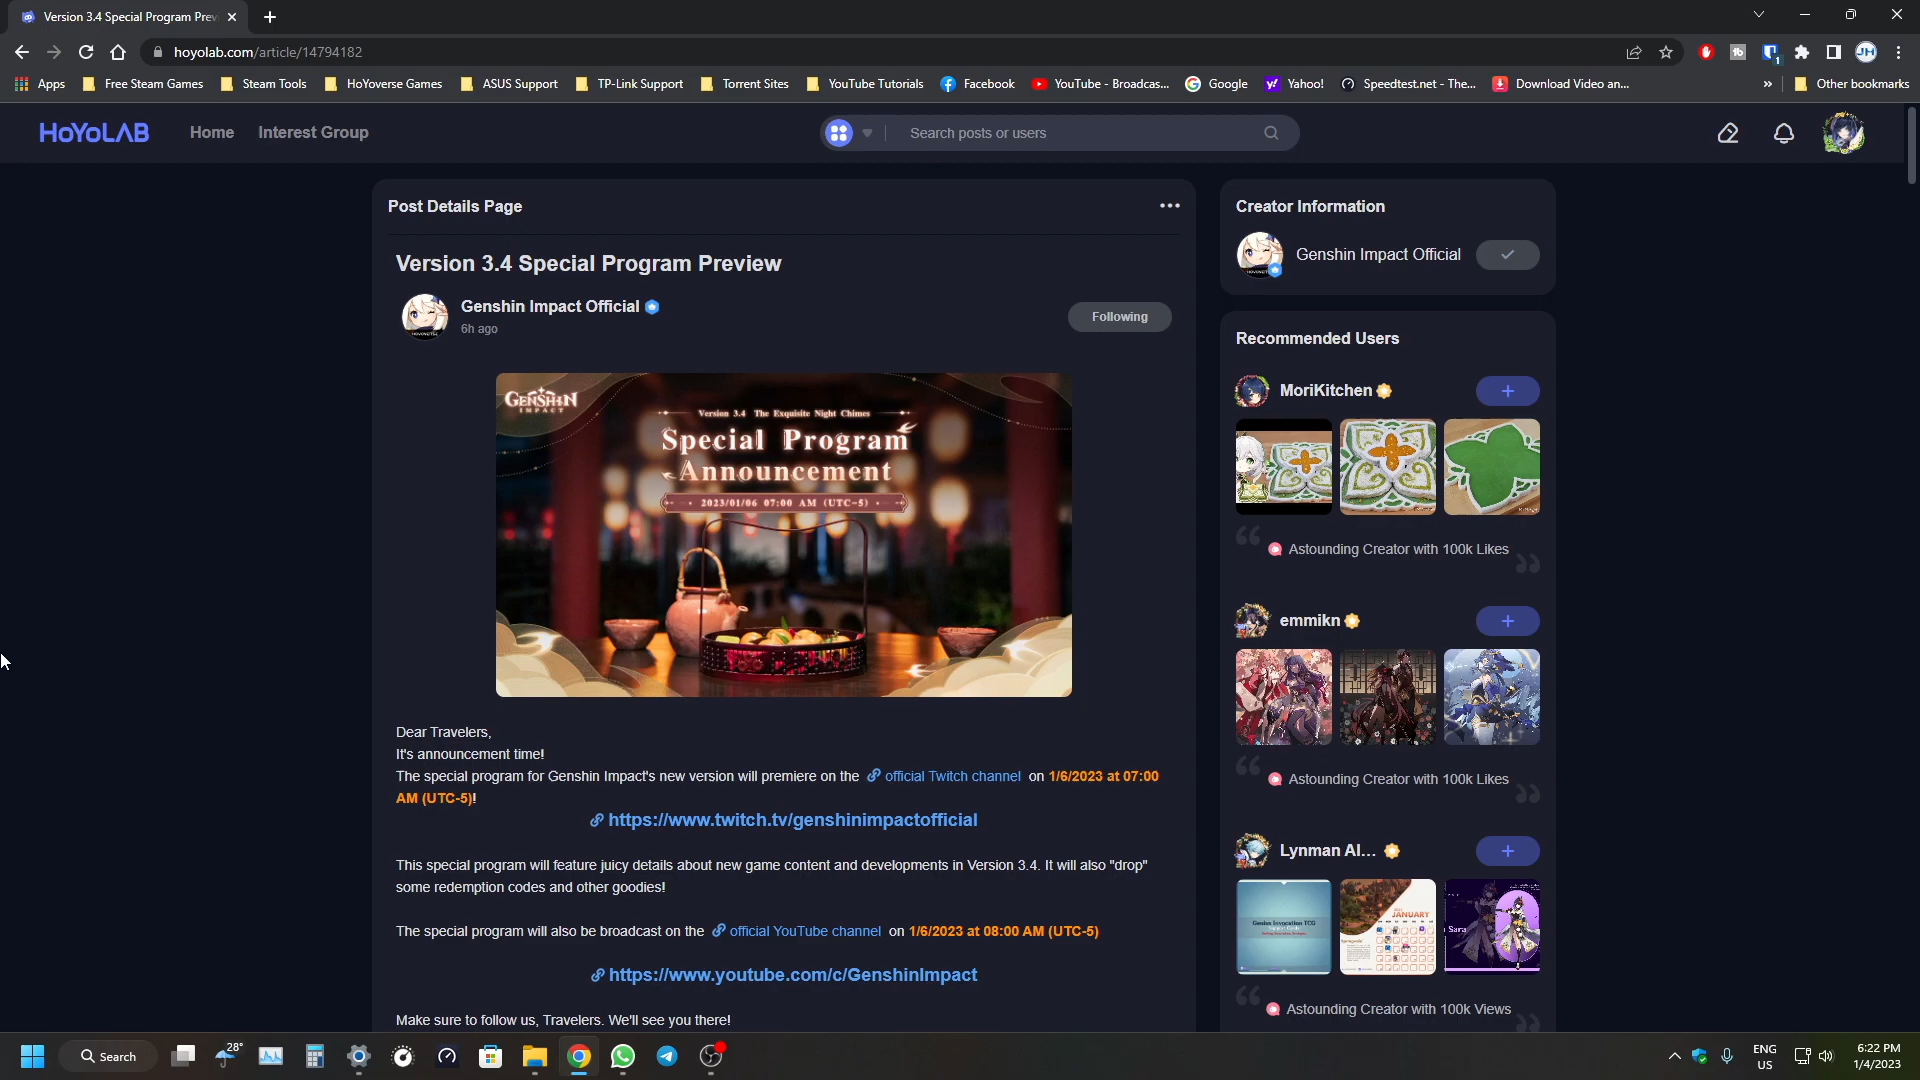 Version 3.4 Special Program Prev
hoyolab.com/article/14794182
JH
1
Apps
Free Steam Games
Steam Tools
HoYoverse Games
ASUS Support
TP-Link Support
Torrent Sites
YouTube Tutorials
Facebook
YouTube - Broadcas...
Google
Yahoo!
Speedtest.net - The...
Download Video an...
»
Other bookmarks
HoYoLAB
Home
Interest Group
Search posts or users
Post Details Page
Version 3.4 Special Program Preview
Genshin Impact Official
6h ago
Following
GENSHIN
IMPACT
Version 3.4 The Exquisite Night Chimes
Special Program
Announcement
2023/01/06 07:00 AM (UTC-5)
Dear Travelers,
It's announcement time!
The special program for Genshin Impact's new version will premiere on the official Twitch channel on 1/6/2023 at 07:00
AM (UTC-5)!
https://www.twitch.tv/genshinimpactofficial
This special program will feature juicy details about new game content and developments in Version 3.4. It will also "drop"
some redemption codes and other goodies!
The special program will also be broadcast on the official YouTube channel on 1/6/2023 at 08:00 AM (UTC-5)
https://www.youtube.com/c/GenshinImpact
Make sure to follow us, Travelers. We'll see you there!
Creator Information
Genshin Impact Official
Recommended Users
MoriKitchen
Astounding Creator with 100k Likes
emmikn
Astounding Creator with 100k Likes
Lynman Al...
Genius Invocation TCG
JANUARY
Sara
Astounding Creator with 100k Views
Search
28°
ENG
US
6:22 PM
1/4/2023